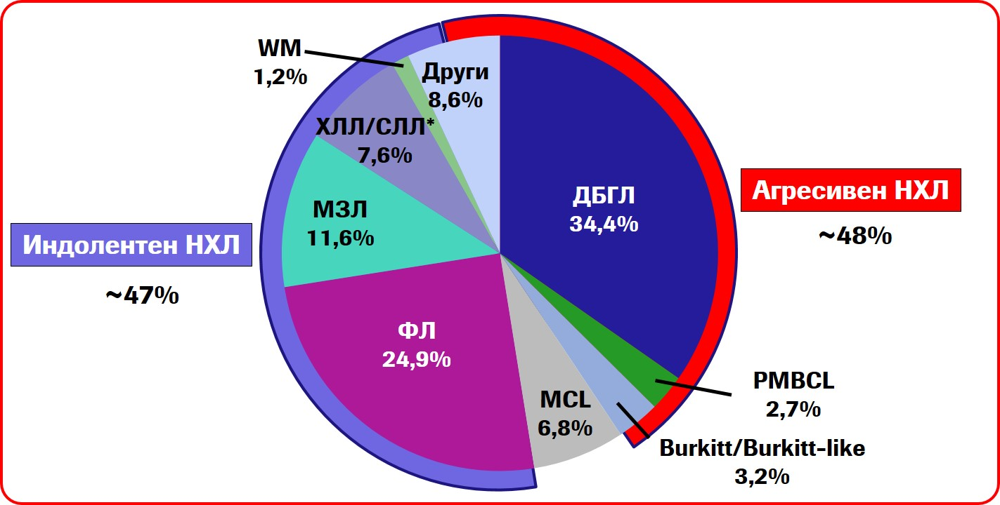 WM
1,2%
Други
8,6%
ХЛЛ/СЛЛ*
7,6%
МЗЛ
11,6%
Индолентен НХЛ
~47%
ФЛ
24,9%
ДБГЛ
34,4%
Агресивен НХЛ
~48%
PMBCL
2,7%
MCL
6,8%
Burkitt/Burkitt-like
3,2%